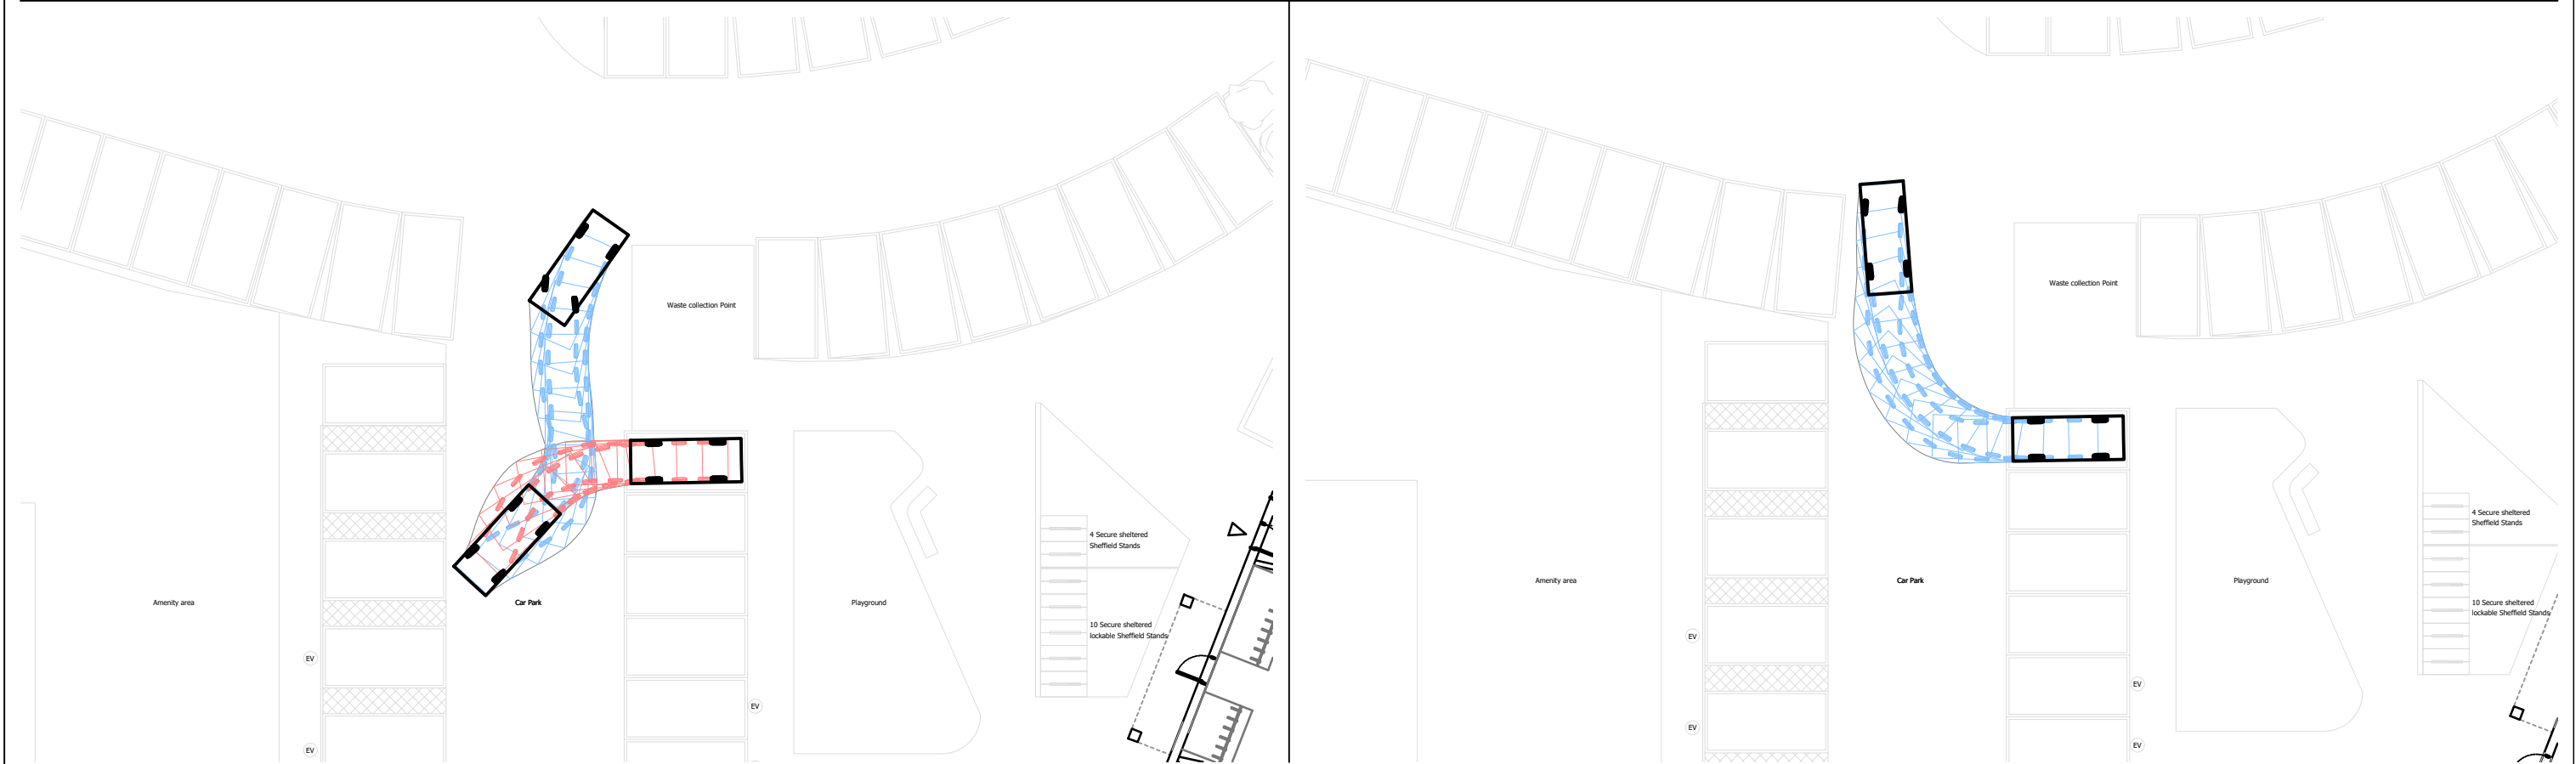 Waste collection Point
4 Secure sheltered
Sheffield Stands
Amenity area
Car Park
Playground
10 Secure sheltered
lockable Sheffield Stands
EV
EV
EV
Waste collection Point
4 Secure sheltered
Sheffield Stands
Amenity area
Car Park
Playground
10 Secure sheltered
lockable Sheffield Stands
EV
EV
EV
EV